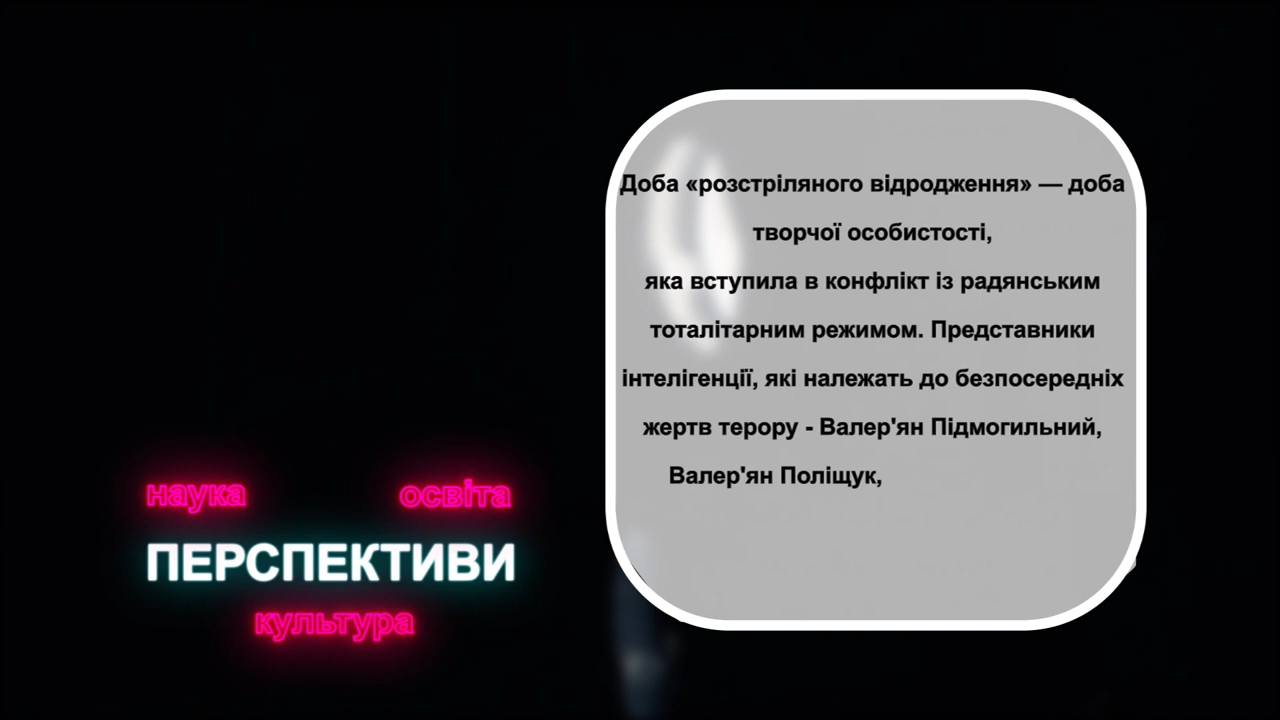 Доба «розстріляного відродження» — доба
творчої особистості,
яка вступила в конфлікт із радянським
тоталітарним режимом. Представники
інтелігенції, які належать до безпосередніх
жертв терору - Валер'ян Підмогильний,
Валер'ян Поліщук,
наука
освіта
ПЕРСПЕКТИВИ
культура